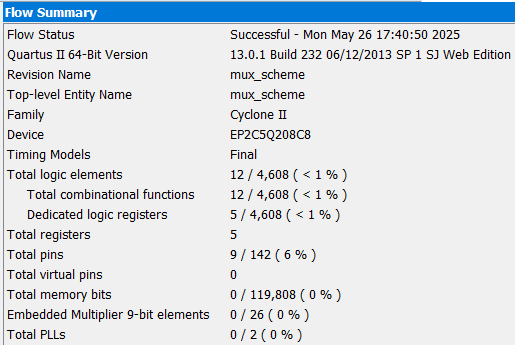 Flow Summary
Flow Status Successful - Mon May 26 17:40:50 2025
Quartus II 64-Bit Version 13.0.1 Build 232 06/12/2013 SP 1 SJ Web Edition
Revision Name mux_scheme
Top-level Entity Name mux_scheme
Family Cyclone II
Device EP2C5Q208C8
Timing Models Final
Total logic elements 12 / 4,608 ( < 1 % )
Total combinational functions 12 / 4,608 ( < 1 % )
Dedicated logic registers 5 / 4,608 ( < 1 % )
Total registers 5
Total pins 9 / 142 ( 6 % )
Total virtual pins 0
Total memory bits 0 / 119,808 ( 0 % )
Embedded Multiplier 9-bit elements 0 / 26 ( 0 % )
Total PLLs 0 / 2 ( 0 % )